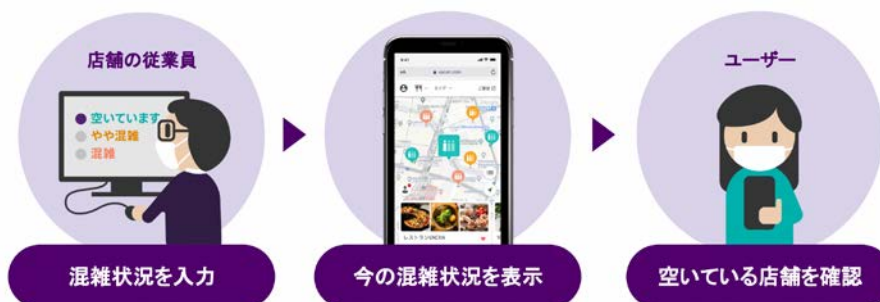 店舗の従業員
空いています
やや混雑
混雑
混雑状況を入力
今の混雑状況を表示
ユーザー
空いている店舗を確認